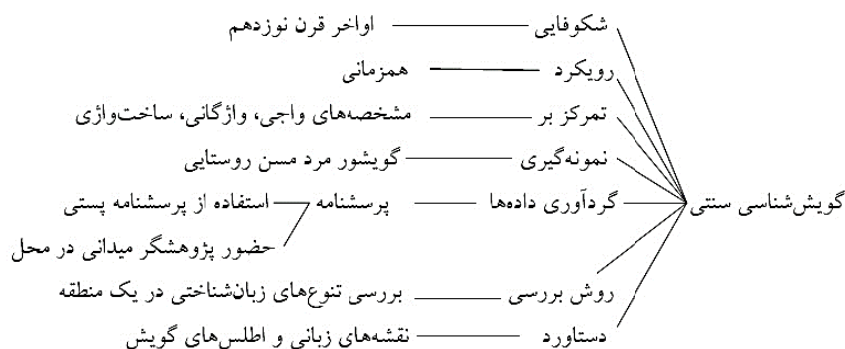 شکوفایی اواخر قرن نوزدهم
رویکرد همزمانی
تمرکز بر مشخصه‌های واجی، واژگانی، ساخت‌واژی
نمونه‌گیری گویشور مرد مسن روستایی
گویش‌شناسی سنتی گردآوری داده‌ها پرسشنامه استفاده از پرسشنامه پستی
حضور پژوهشگر میدانی در محل
روش بررسی بررسی تنوع‌های زبان‌شناختی در یک منطقه
دستاورد نقشه‌های زبانی و اطلس‌های گویش